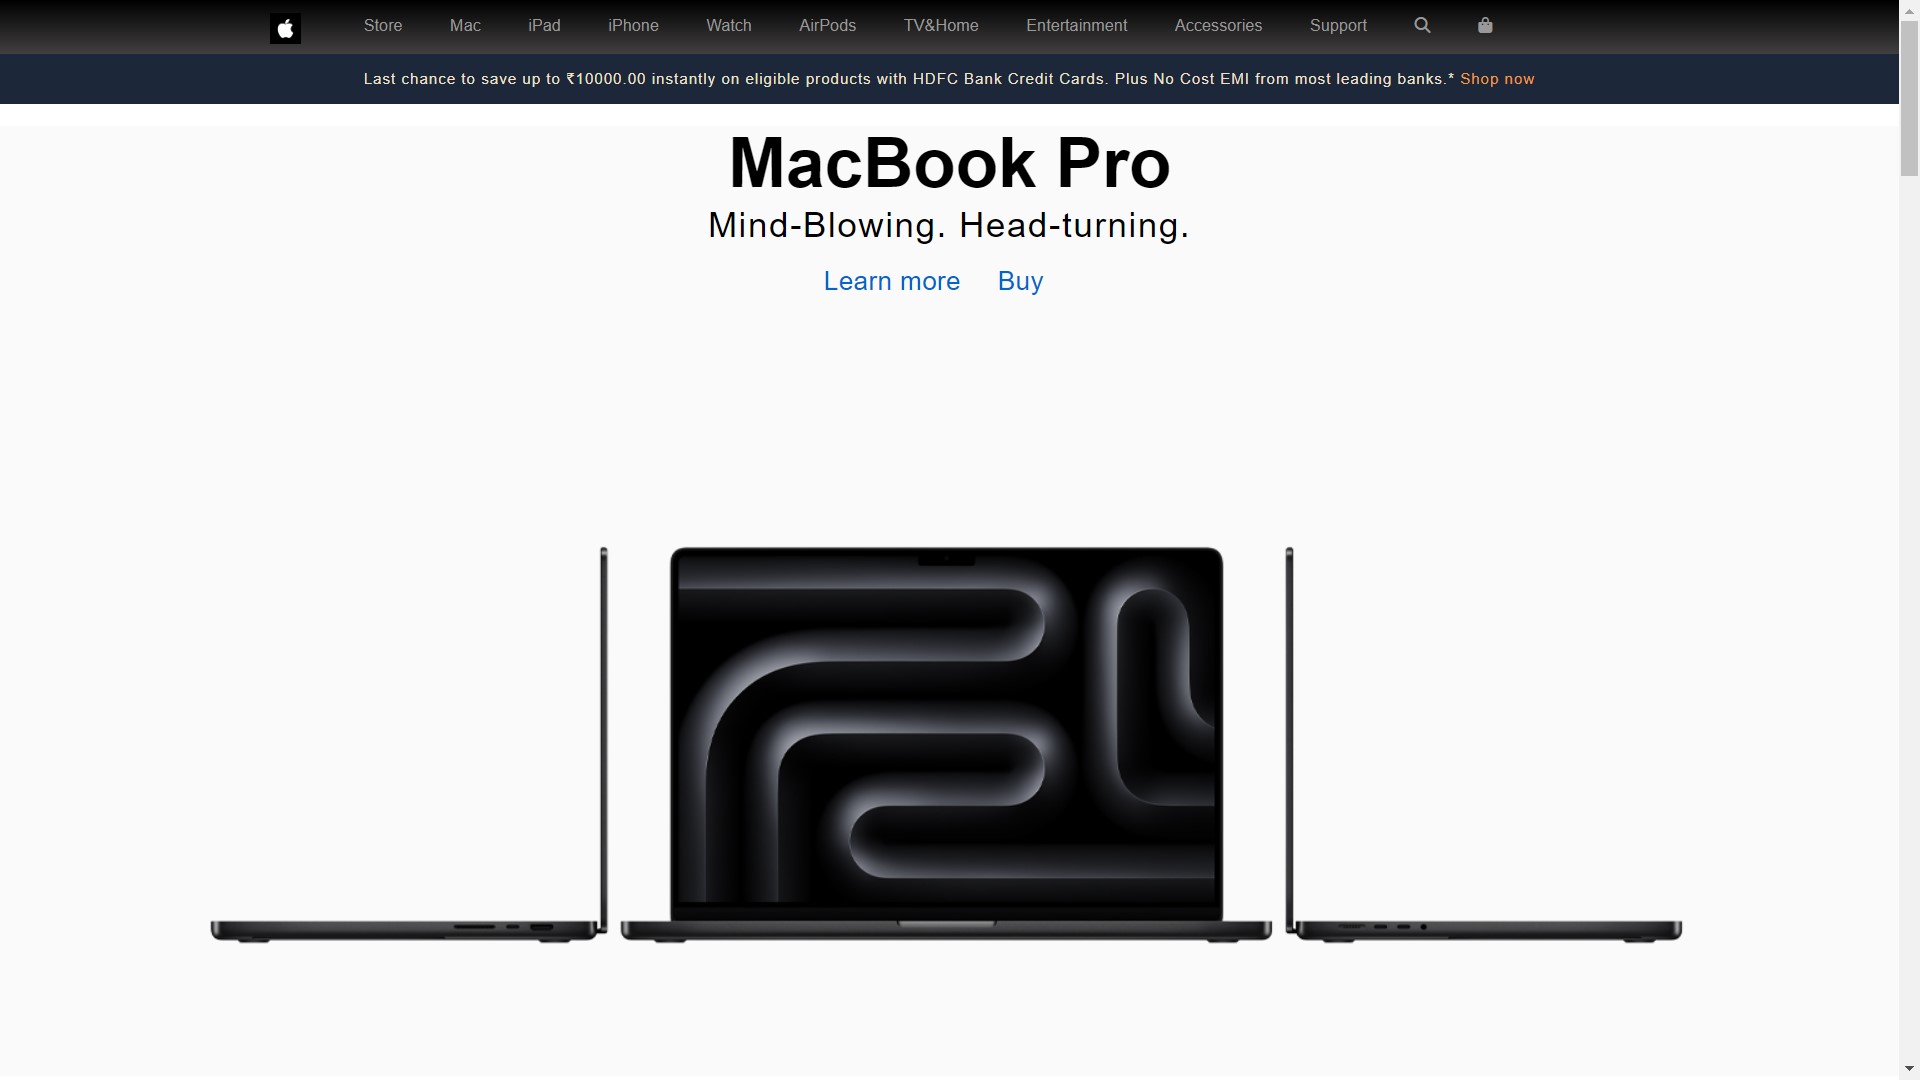 Store Mac iPad iPhone Watch AirPods TV&Home Entertainment Accessories Support
Last chance to save up to ₹10000.00 instantly on eligible products with HDFC Bank Credit Cards. Plus No Cost EMI from most leading banks.* Shop now
MacBook Pro
Mind-Blowing. Head-turning.
Learn more Buy